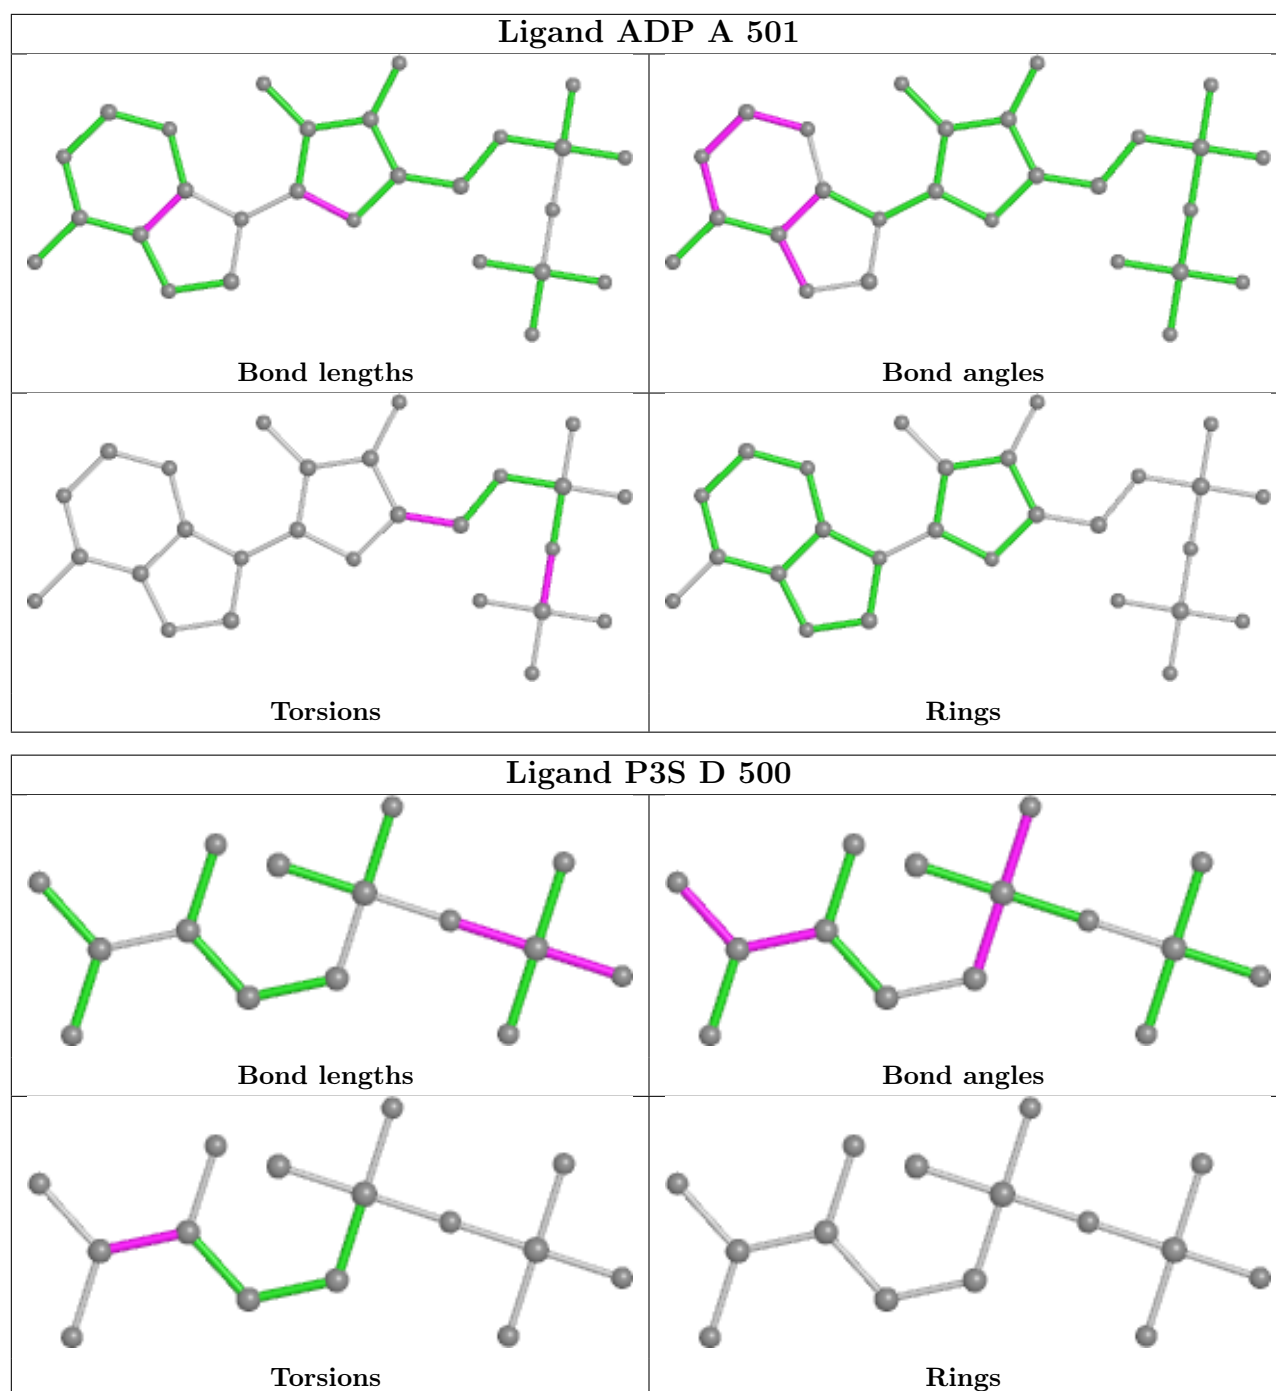 Ligand ADP A 501
Bond lengths
Bond angles
Torsions
Rings
Ligand P3S D 500
Bond lengths
Bond angles
Torsions
Rings